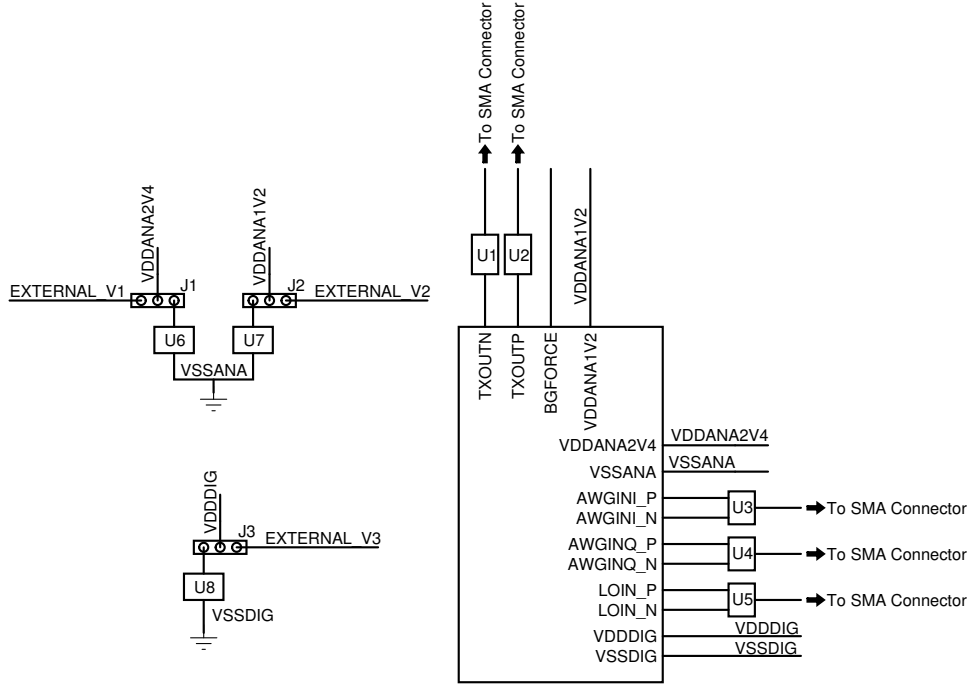 To SMA Connector
To SMA Connector
VDDANA2V4
VDDANA1V2
VDDANA1V2
U1
U2
EXTERNAL_V1
J1
J2
EXTERNAL_V2
U6
U7
VSSANA
TXOUTN
TXOUTP
BGFORCE
VDDANA1V2
VDDANA2V4
VDDANA2V4
VSSANA
VSSANA
AWGINI_P
AWGINI_N
U3
To SMA Connector
AWGINQ_P
AWGINQ_N
U4
To SMA Connector
LOIN_P
LOIN_N
U5
To SMA Connector
VDDDIG
VDDDIG
VSSDIG
VSSDIG
VDDDIG
J3
EXTERNAL_V3
U8
VSSDIG